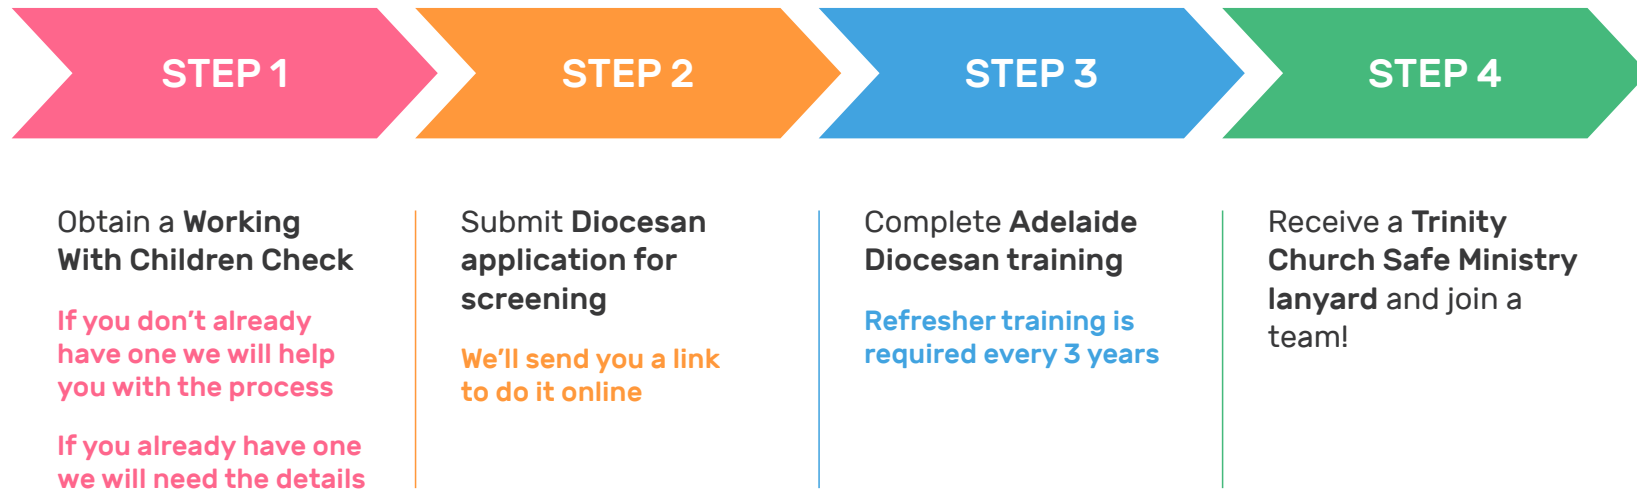 STEP 1
STEP 2
STEP 3
STEP 4
Obtain a Working
With Children Check
If you don't already
have one we will help
you with the process
If you already have one
we will need the details
Submit Diocesan
application for
screening
We'll send you a link
to do it online
Complete Adelaide
Diocesan training
Refresher training is
required every 3 years
Receive a Trinity
Church Safe Ministry
lanyard and join a
team!